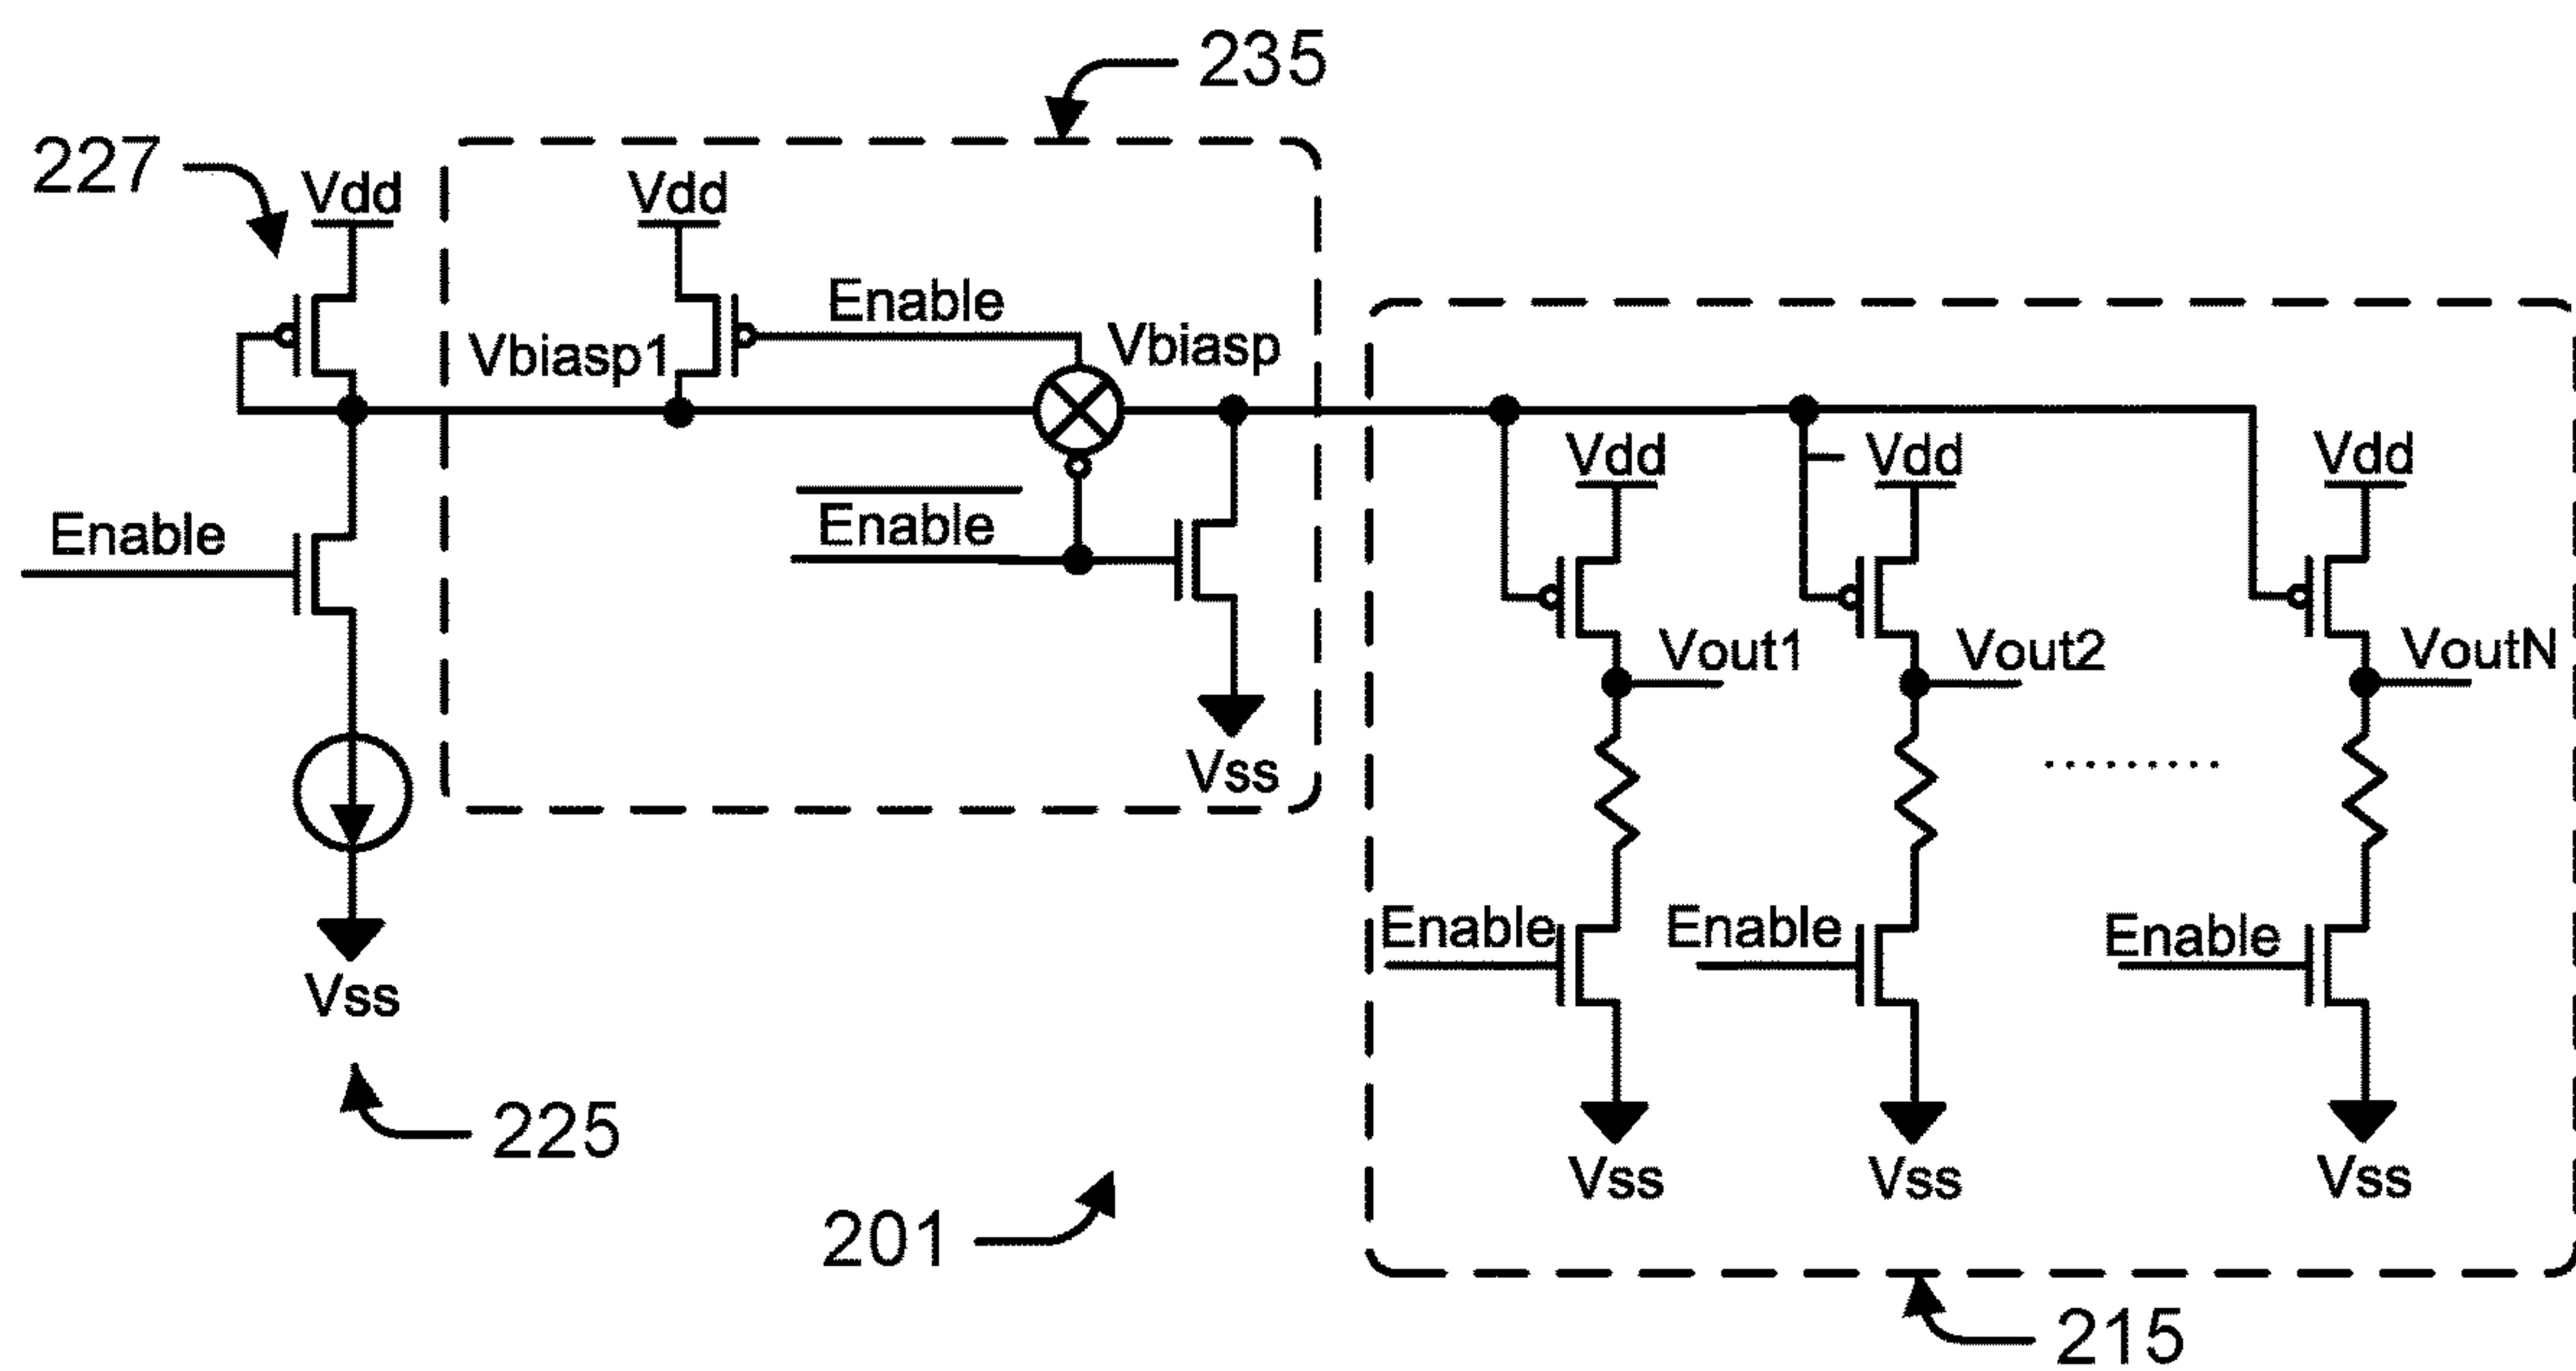 235
227
Vdd
Vdd
Enable
Vbiasp1
Vbiasp
Vdd
Vdd
Vdd
Enable
Enable
Vout1
Vout2
VoutN
Vss
.........
Enable
Enable
Enable
Vss
225
Vss
Vss
Vss
201
215